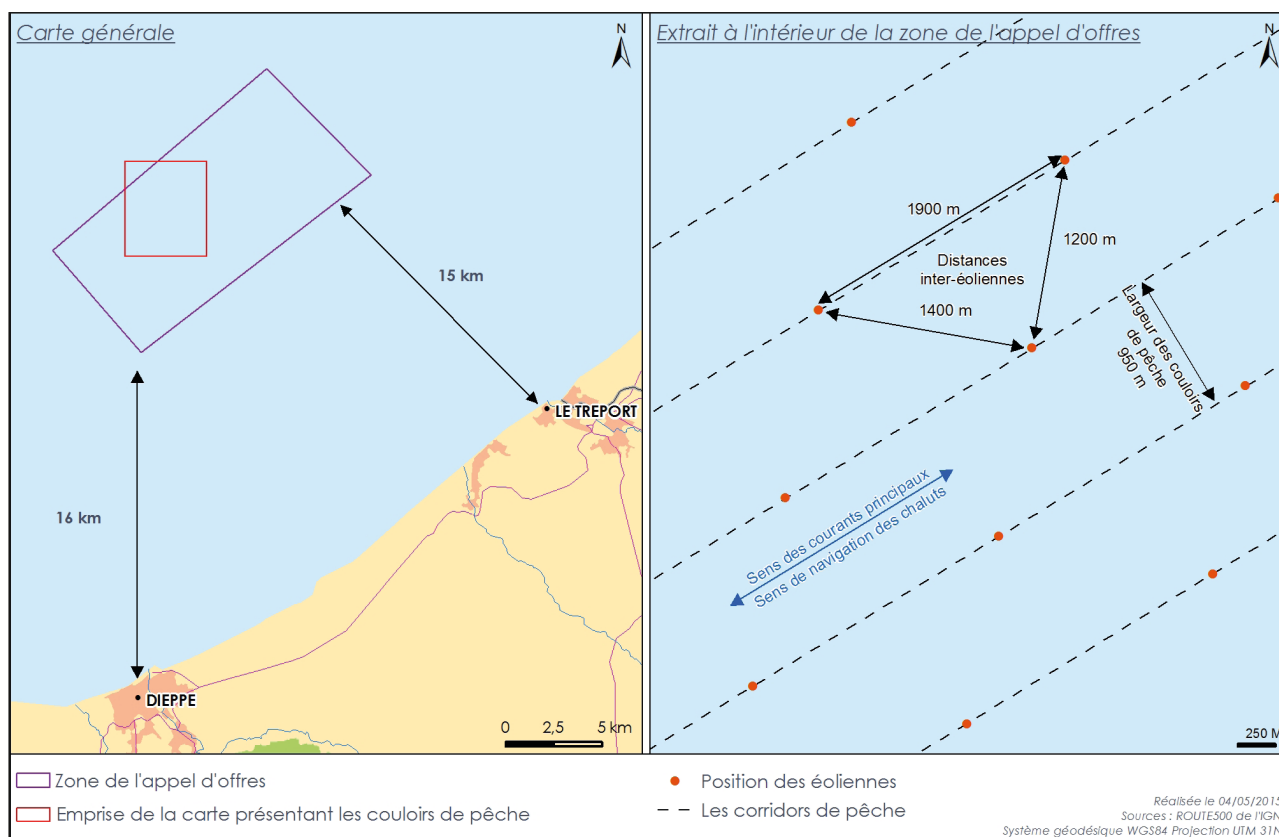 Carte générale
N
15 km
LE TREPORT
16 km
DIEPPE
0 2,5 5 km
Extrait à l'intérieur de la zone de l'appel d'offres
N
1900 m
1200 m
Distances
inter-éoliennes
1400 m
Largeur des couloirs
de pêche
950 m
Sens des courants principaux
Sens de navigation des chaluts
250 M
Zone de l'appel d'offres
Emprise de la carte présentant les couloirs de pêche
Position des éoliennes
Les corridors de pêche
Réalisée le 04/05/2015
Sources : ROUTE500 de l'IGN
Système géodésique WGS84 Projection UTM 31N